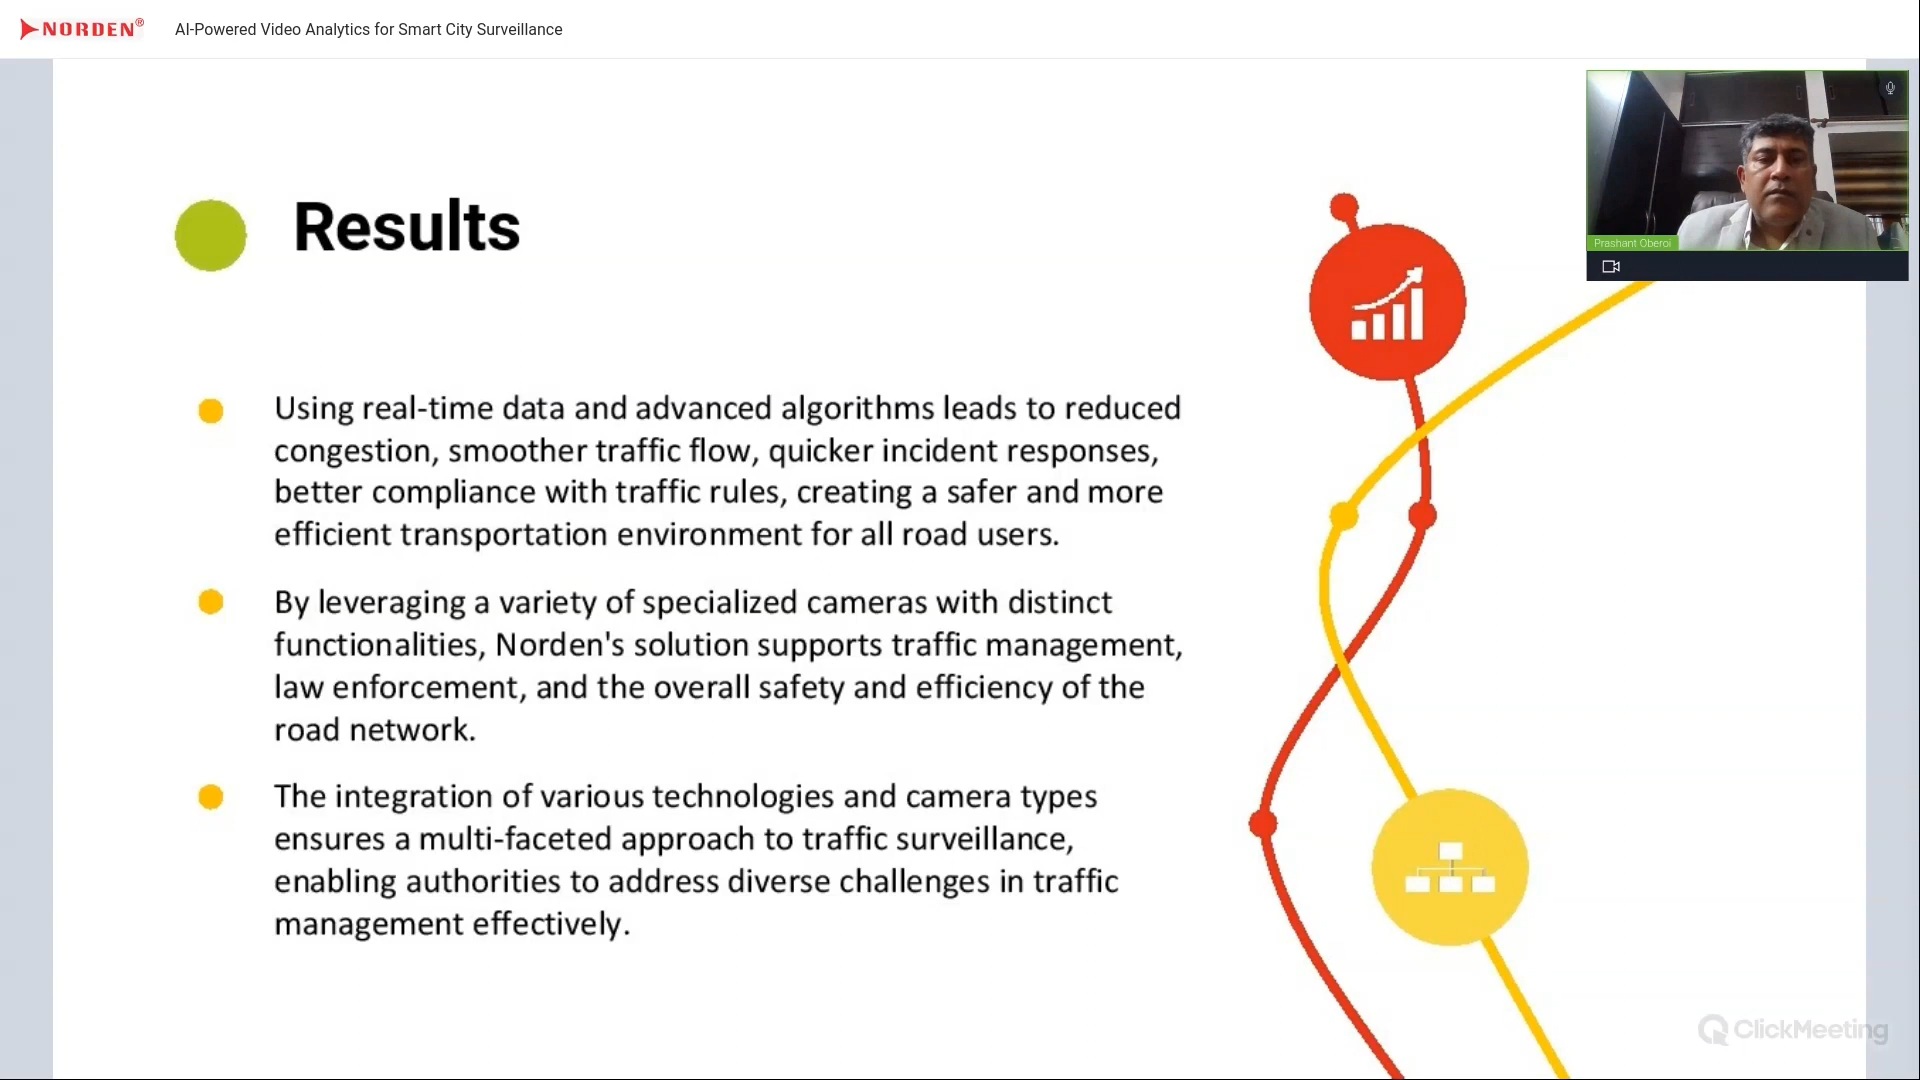 NORDEN®
AI-Powered Video Analytics for Smart City Surveillance
Prashant Oberoi
Results
Using real-time data and advanced algorithms leads to reduced
congestion, smoother traffic flow, quicker incident responses,
better compliance with traffic rules, creating a safer and more
efficient transportation environment for all road users.
By leveraging a variety of specialized cameras with distinct
functionalities, Norden's solution supports traffic management,
law enforcement, and the overall safety and efficiency of the
road network.
The integration of various technologies and camera types
ensures a multi-faceted approach to traffic surveillance,
enabling authorities to address diverse challenges in traffic
management effectively.
ClickMeeting